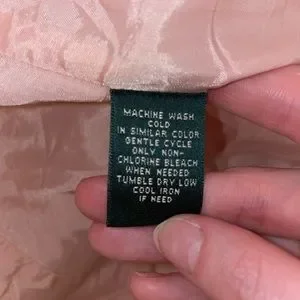 MACHINE WASH
COLD
IN SIMILAR COLOR
GENTLE CYCLE
ONLY NON-
CHLORINE BLEACH
WHEN NEEDED
TUMBLE DRY LOW
COOL IRON
IF NEED